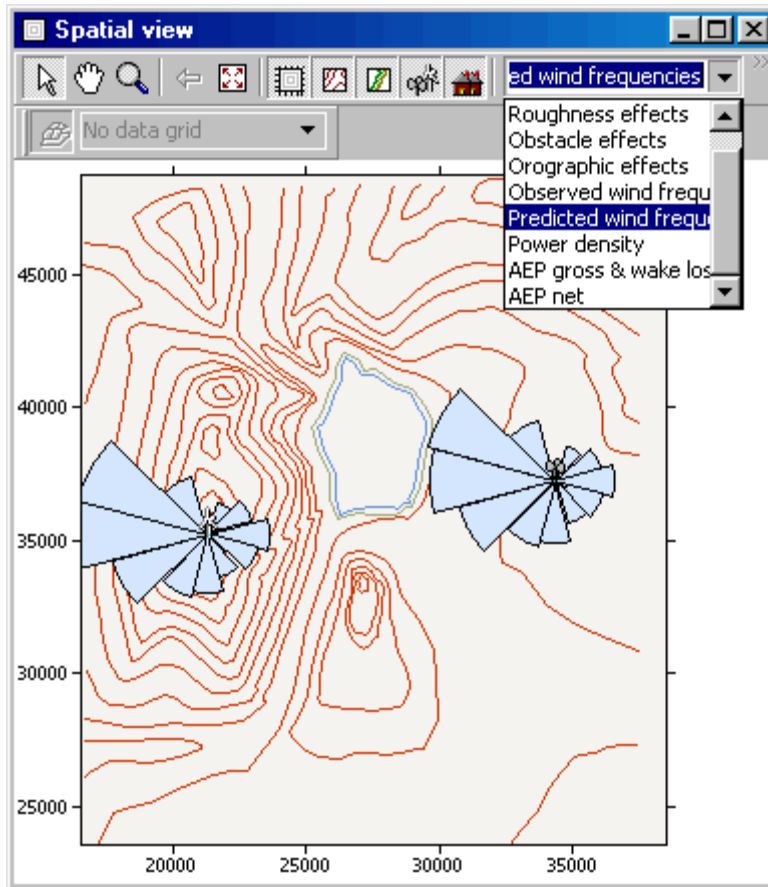 Spatial view
ed wind frequencies
No data grid
Roughness effects
Obstacle effects
Orographic effects
Observed wind frequ
Predicted wind freque
Power density
AEP gross & wake los
AEP net
45000
40000
35000
30000
25000
20000
25000
30000
35000